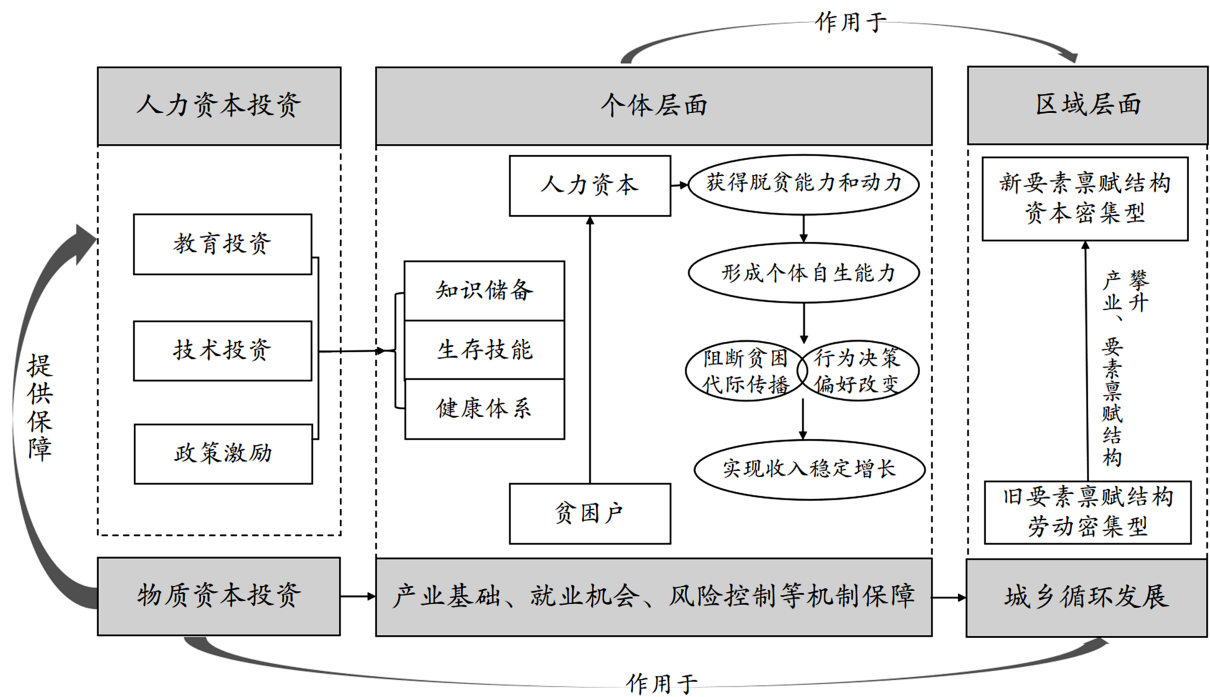 作用于
人力资本投资
个体层面
区域层面
教育投资
技术投资
政策激励
知识储备
生存技能
健康体系
人力资本
贫困户
获得脱贫能力和动力
形成个体自生能力
阻断贫困
代际传播
行为决策
偏好改变
实现收入稳定增长
新要素禀赋结构
资本密集型
产业、要素禀赋结构
攀升
旧要素禀赋结构
劳动密集型
提供保障
物质资本投资
产业基础、就业机会、风险控制等机制保障
城乡循环发展
作用于